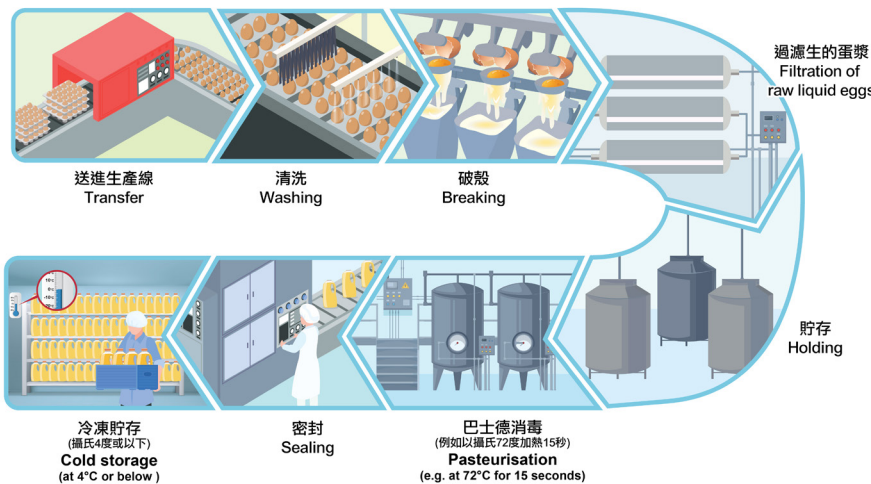 送進生產線
Transfer
清洗
Washing
破殼
Breaking
過濾生的蛋漿
Filtration of
raw liquid eggs
貯存
Holding
巴士德消毒
(例如以攝氏72度加熱15秒)
Pasteurisation
(e.g. at 72°C for 15 seconds)
密封
Sealing
冷凍貯存
(攝氏4度或以下)
Cold storage
(at 4°C or below )
10°c
0°c
-10°c